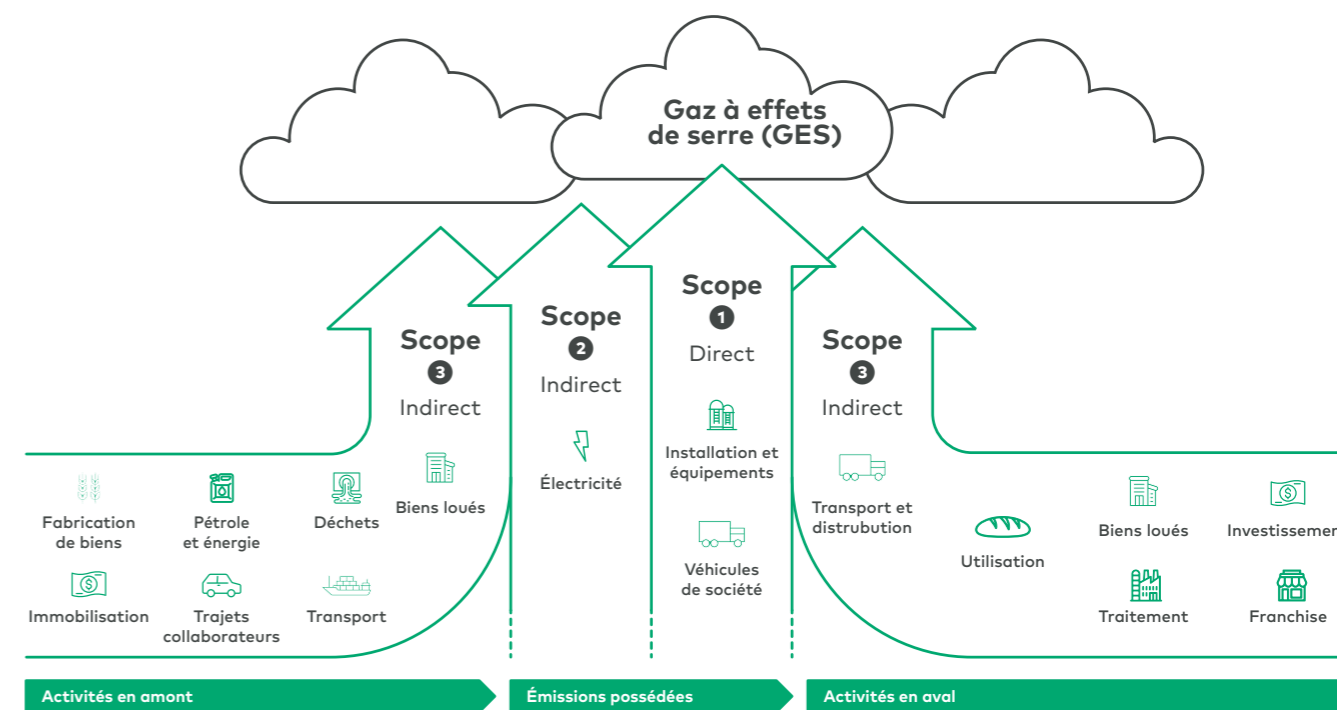 Gaz à effets
de serre (GES)
Scope
3
Indirect
Biens loués
Fabrication
de biens
Pétrole
et énergie
Déchets
Immobilisation
Trajets
collaborateurs
Transport
Scope
2
Indirect
Électricité
Scope
1
Direct
Installation et
équipements
Véhicules
de société
Scope
3
Indirect
Transport et
distrubution
Utilisation
Biens loués
Investissemen
Traitement
Franchise
Activités en amont
Émissions possédées
Activités en aval